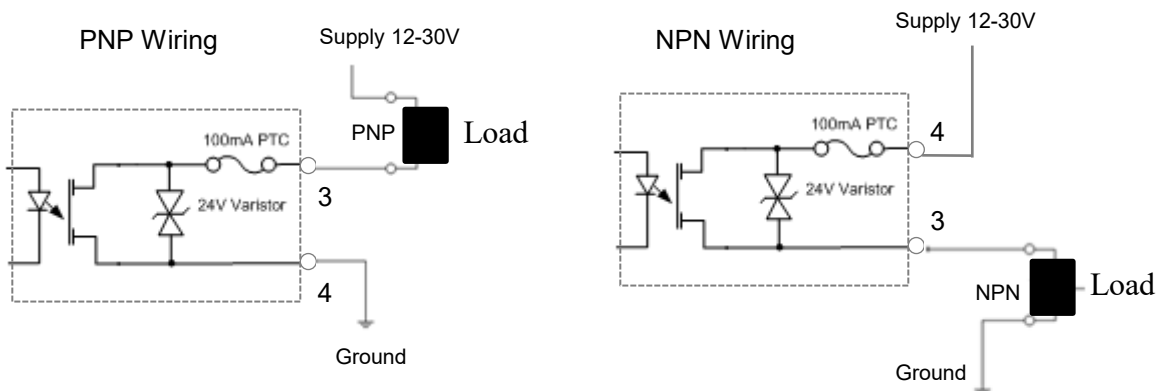 PNP Wiring
Supply 12-30V
PNP
Load
100mA PTC
3
24V Varistor
4
Ground
NPN Wiring
Supply 12-30V
100mA PTC
4
24V Varistor
3
NPN
Load
Ground